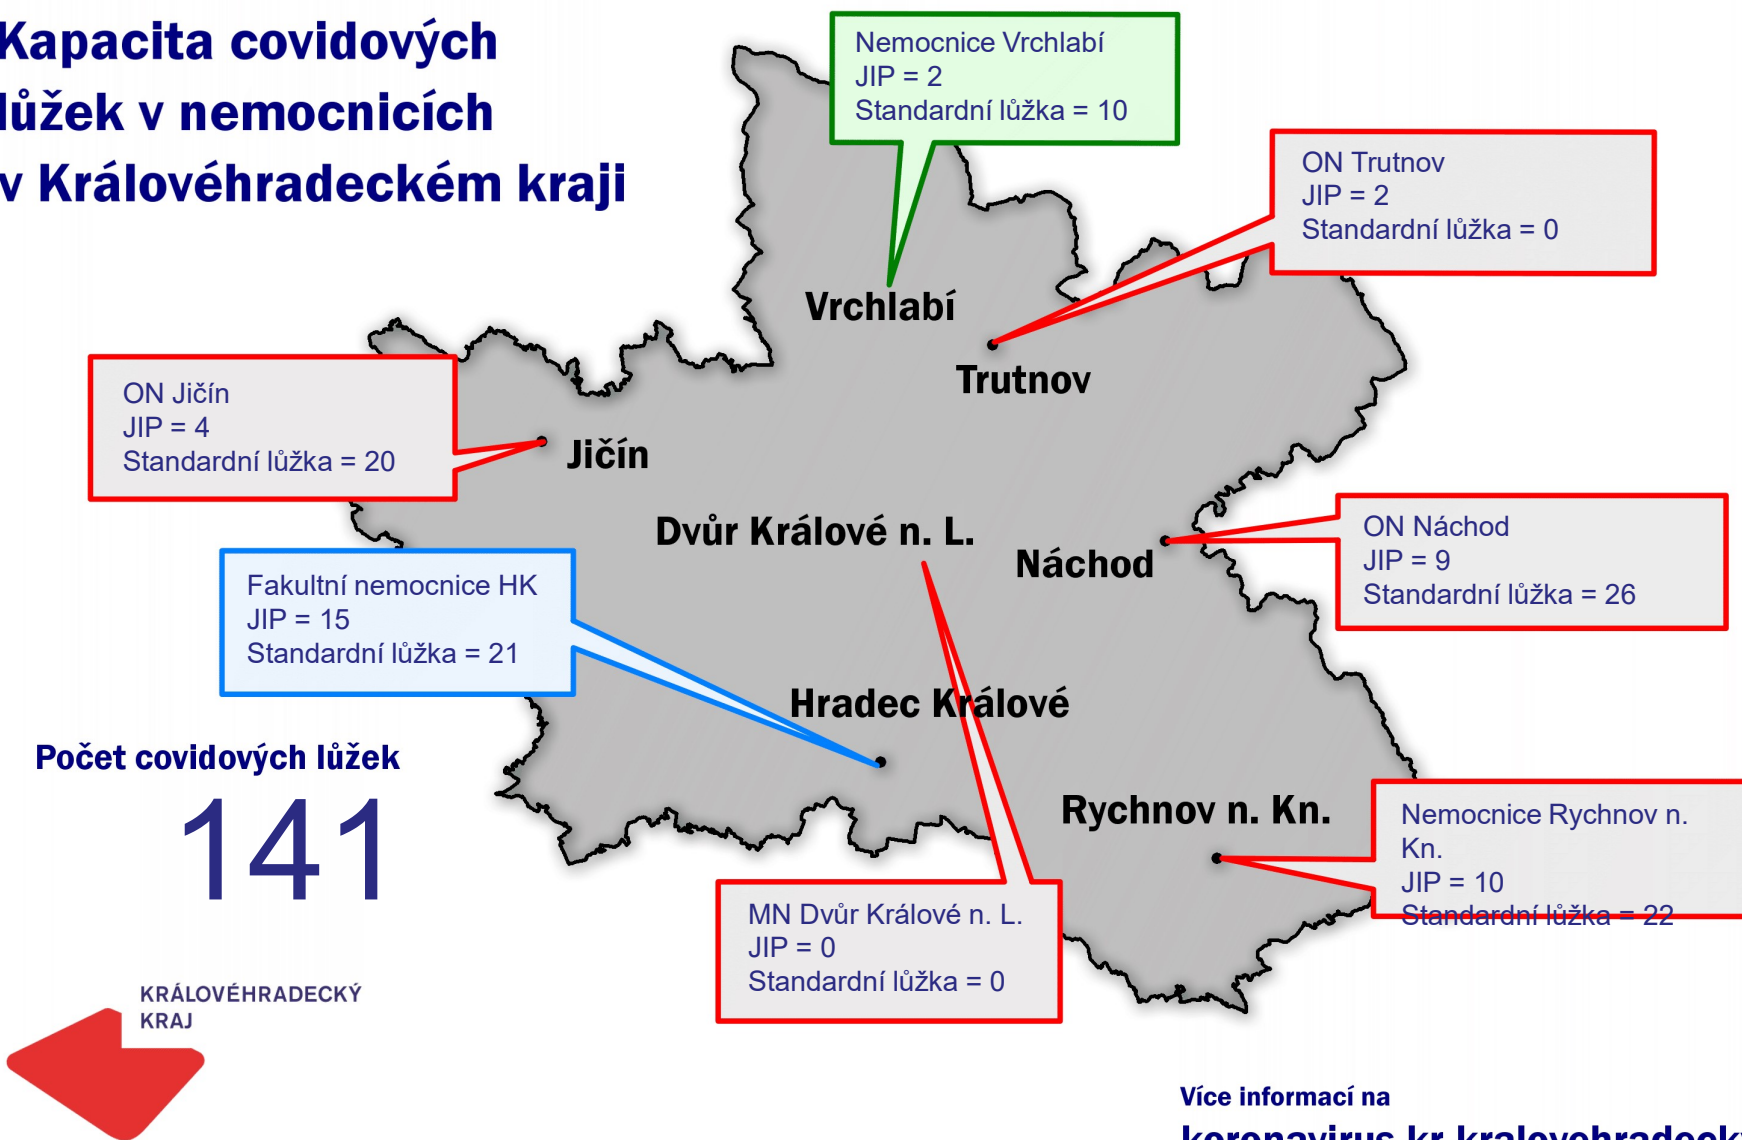 Kapacita covidových
lůžek v nemocnicích
v Královéhradeckém kraji
Nemocnice Vrchlabí
JIP = 2
Standardní lůžka = 10
ON Trutnov
JIP = 2
Standardní lůžka = 0
Vrchlabí
Trutnov
ON Jičín
JIP = 4
Standardní lůžka = 20
Jičín
Dvůr Králové n. L.
Náchod
ON Náchod
JIP = 9
Standardní lůžka = 26
Fakultní nemocnice HK
JIP = 15
Standardní lůžka = 21
Hradec Králové
Počet covidových lůžek
141
Rychnov n. Kn.
Nemocnice Rychnov n.
Kn.
JIP = 10
Standardní lůžka = 22
MN Dvůr Králové n. L.
JIP = 0
Standardní lůžka = 0
KRÁLOVÉHRADECKÝ
KRAJ
Více informací na
koronavirus.kr-kralovehradecky